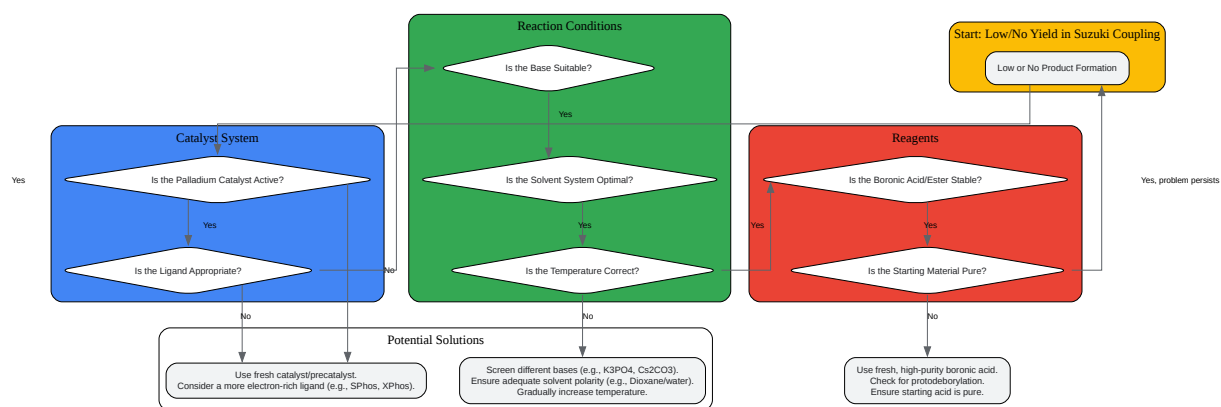 Reaction Conditions
Start: Low/No Yield in Suzuki Coupling
Is the Base Suitable?
Low or No Product Formation
Yes
Catalyst System
Reagents
Yes
Is the Palladium Catalyst Active?
Is the Solvent System Optimal?
Is the Boronic Acid/Ester Stable?
Yes, problem persists
Yes
Yes
Yes
Yes
Is the Ligand Appropriate?
No
Is the Temperature Correct?
Is the Starting Material Pure?
No
No
No
Potential Solutions
Use fresh catalyst/precatalyst.
Consider a more electron-rich ligand (e.g., SPhos, XPhos).
Screen different bases (e.g., K3PO4, Cs2CO3).
Ensure adequate solvent polarity (e.g., Dioxane/water).
Gradually increase temperature.
Use fresh, high-purity boronic acid.
Check for protodeborylation.
Ensure starting acid is pure.